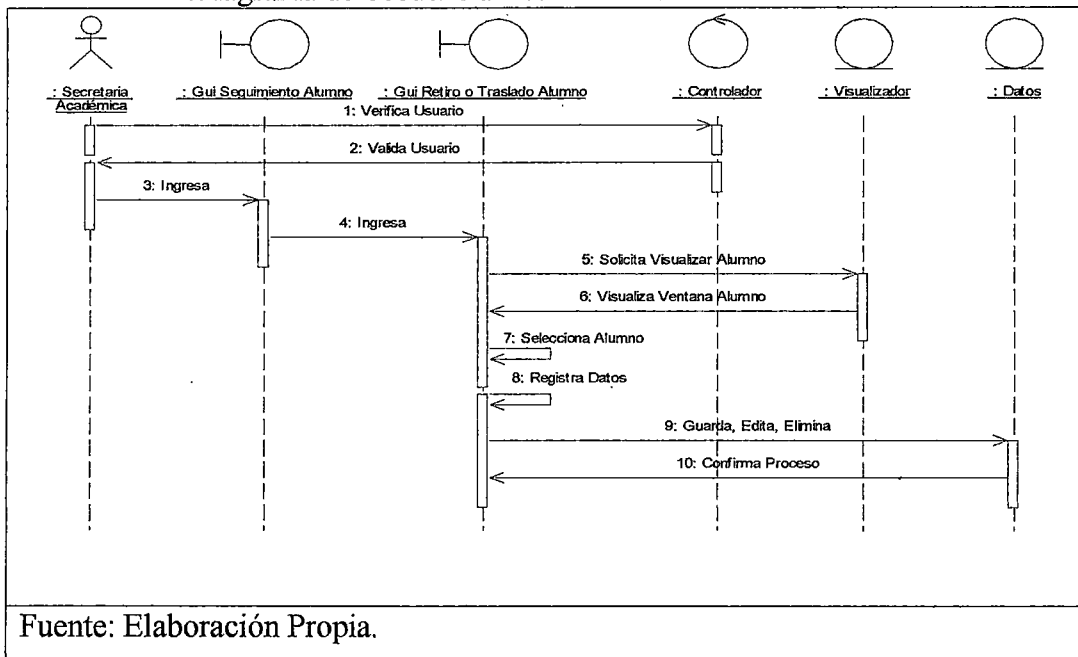 : Secretaria
Académica
: Gui Seguimiento Alumno
: Gui Retiro o Traslado Alumno
: Controlador
: Visualizador
: Datos
1: Verifica Usuario
2: Valida Usuario
3: Ingresa
4: Ingresa
5: Solicita Visualizar Alumno
6: Visualiza Ventana Alumno
7: Selecciona Alumno
8: Registra Datos
9: Guarda, Edita, Elimina
10: Confirma Proceso
Fuente: Elaboración Propia.